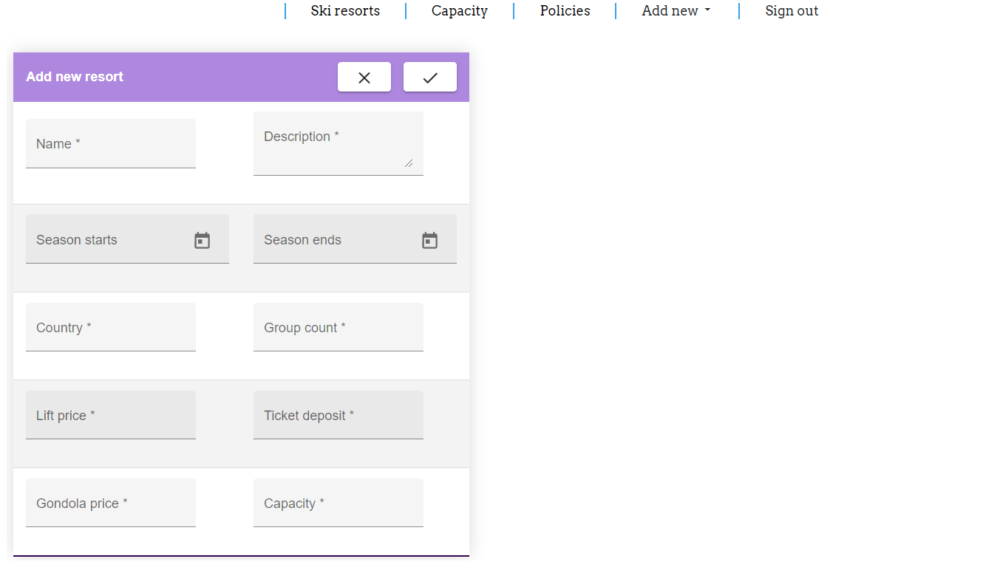 Ski resorts Capacity Policies Add new Sign out
Add new resort
Name * Description *
Season starts Season ends
Country * Group count *
Lift price * Ticket deposit *
Gondola price * Capacity *